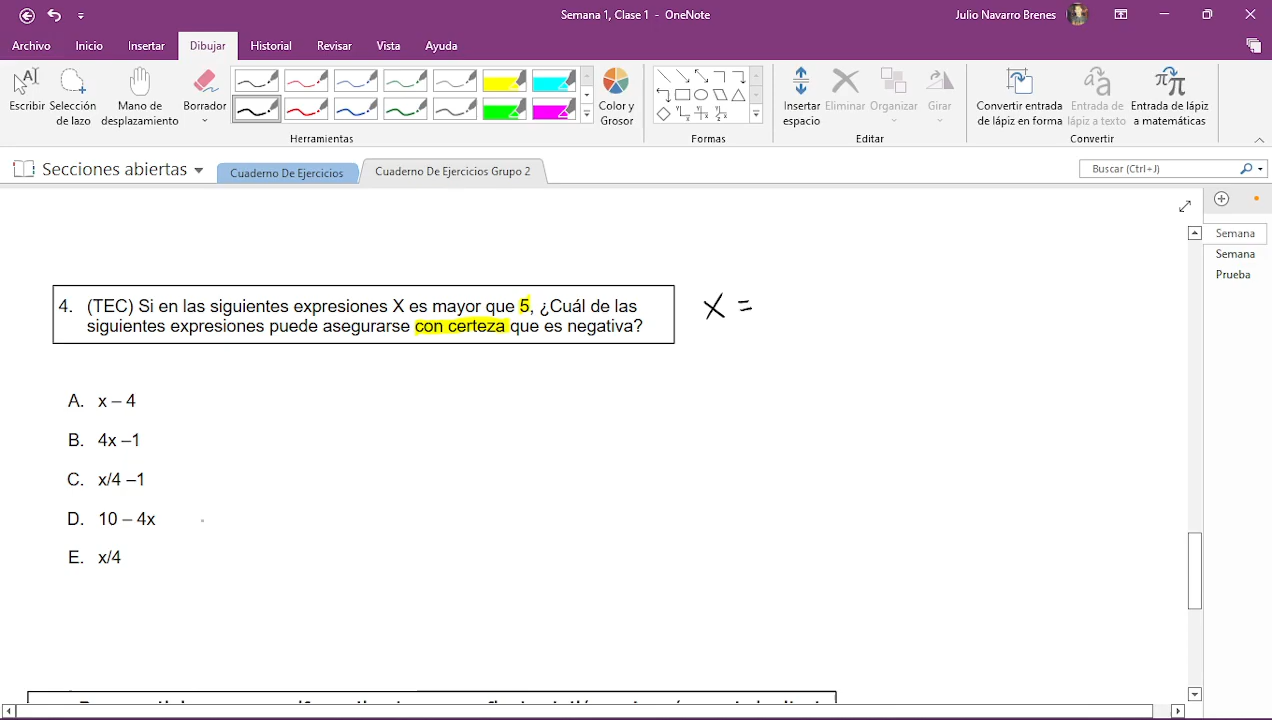 Semana 1, Clase 1 - OneNote
Julio Navarro Brenes
Archivo Inicio Insertar Dibujar Historial Revisar Vista Ayuda
Escribir
Selección de lazo
Mano de desplazamiento
Borrador
Color y Grosor
Insertar espacio
Eliminar
Organizar
Girar
Convertir entrada de lápiz en forma
Entrada de lápiz a texto
Entrada de lápiz a matemáticas
Herramientas Formas Editar Convertir
Secciones abiertas Cuaderno De Ejercicios Cuaderno De Ejercicios Grupo 2 Buscar (Ctrl+J)
Semana
Semana
Prueba
4. (TEC) Si en las siguientes expresiones X es mayor que 5, ¿Cuál de las
siguientes expresiones puede asegurarse con certeza que es negativa?
X =
A. x – 4
B. 4x –1
C. x/4 –1
D. 10 – 4x
E. x/4